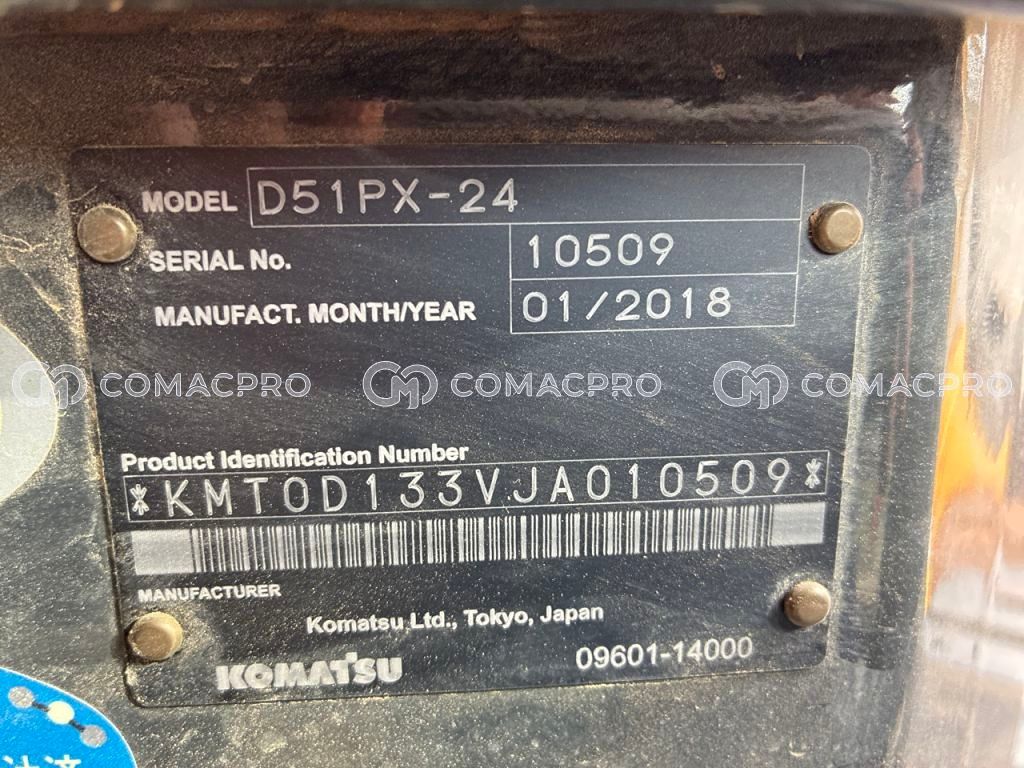 MODEL D51PX-24
SERIAL No. 10509
MANUFACT. MONTH/YEAR 01/2018
COMACPRO COMACPRO
Product Identification Number
*KMT0D133VJA010509*
MANUFACTURER
Komatsu Ltd., Tokyo, Japan
KOMATSU 09601-14000